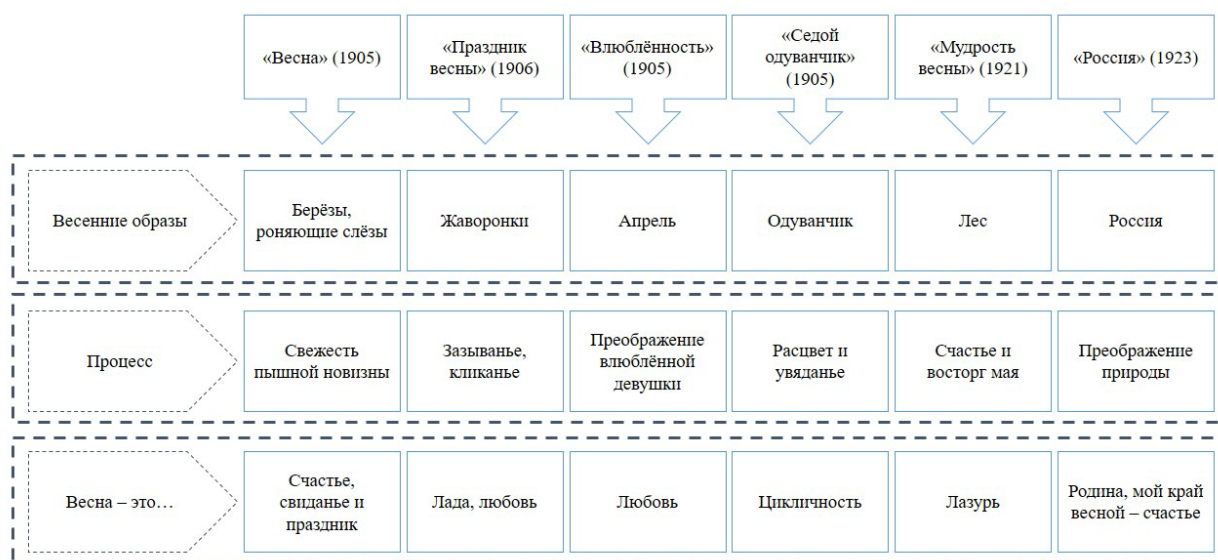 «Весна» (1905)
«Праздник
весны» (1906)
«Влюблённость»
(1905)
«Седой
одуванчик»
(1905)
«Мудрость
весны» (1921)
«Россия» (1923)
Весенние образы
Берёзы,
роняющие слёзы
Жаворонки
Апрель
Одуванчик
Лес
Россия
Процесс
Свежесть
пышной новизны
Зазыванье,
кликанье
Преображение
влюблённой
девушки
Расцвет и
увяданье
Счастье и
восторг мая
Преображение
природы
Весна – это…
Счастье,
свиданье и
праздник
Лада, любовь
Любовь
Цикличность
Лазурь
Родина, мой край
весной – счастье